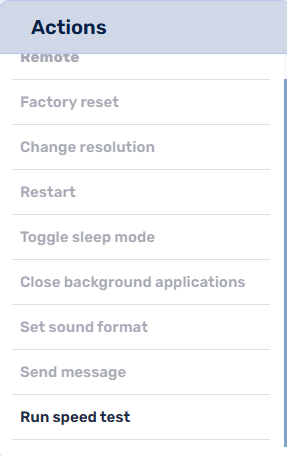 Actions
Remote
Factory reset
Change resolution
Restart
Toggle sleep mode
Close background applications
Set sound format
Send message
Run speed test